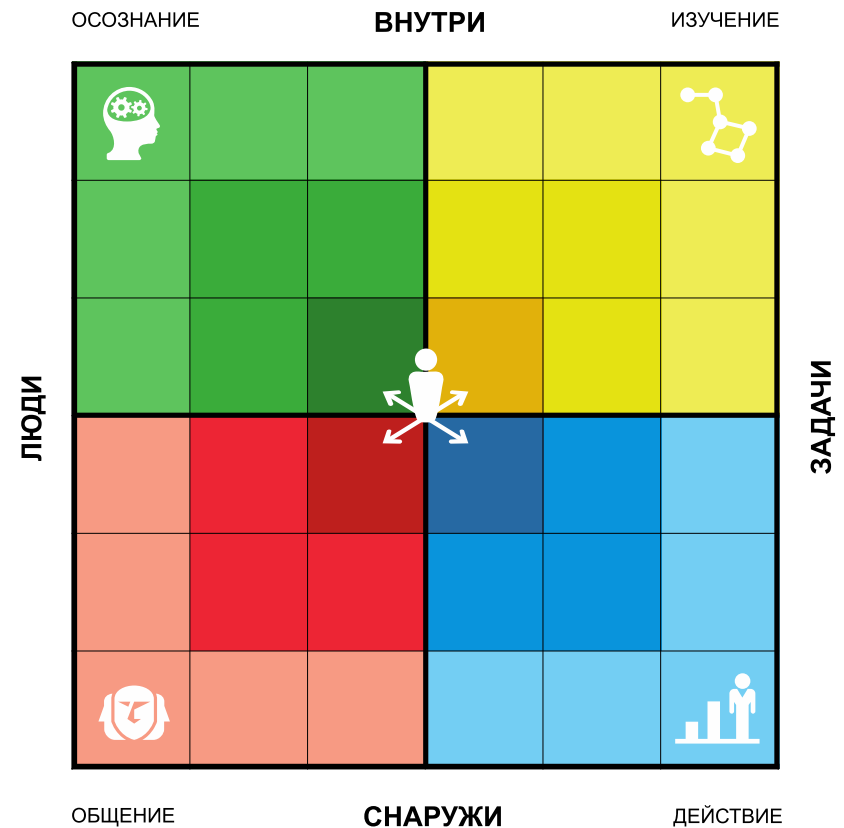 ОСОЗНАНИЕ
ВНУТРИ
ИЗУЧЕНИЕ
ЛЮДИ
ЗАДАЧИ
ОБЩЕНИЕ
СНАРУЖИ
ДЕЙСТВИЕ